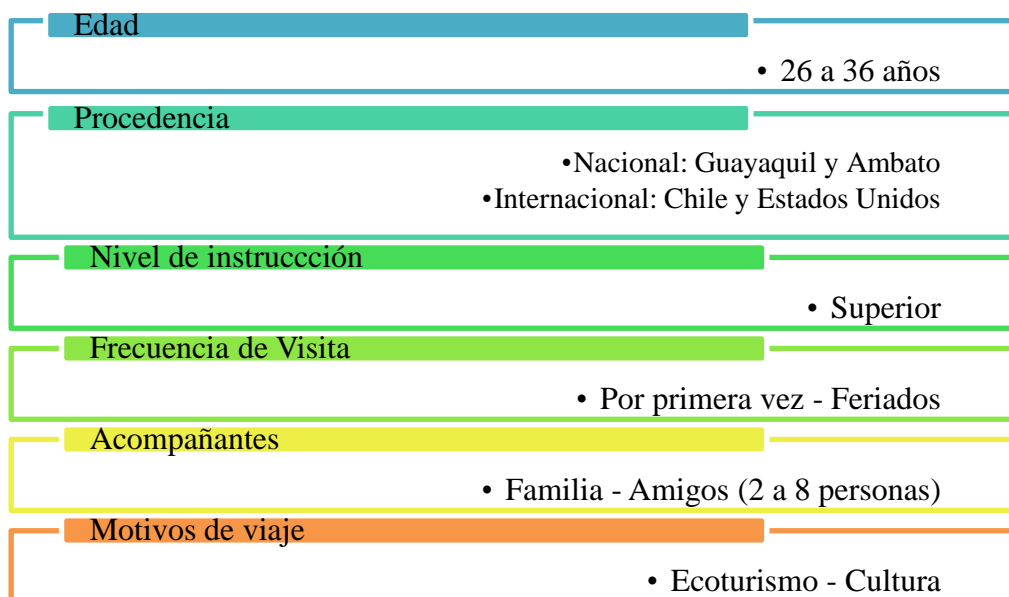 Edad
• 26 a 36 años
Procedencia
•Nacional: Guayaquil y Ambato
•Internacional: Chile y Estados Unidos
Nivel de instruccción
• Superior
Frecuencia de Visita
• Por primera vez - Feriados
Acompañantes
• Familia - Amigos (2 a 8 personas)
Motivos de viaje
• Ecoturismo - Cultura